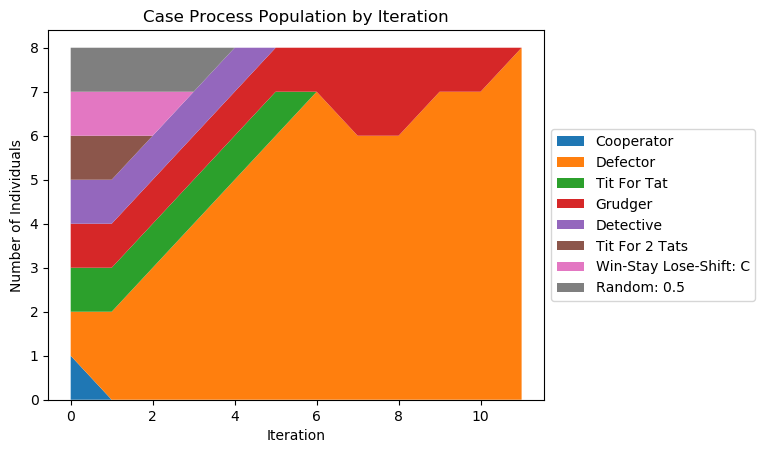 Case Process Population by Iteration
Number of Individuals
8
7
6
5
4
3
2
1
0
0 2 4 6 8 10
Iteration
Cooperator
Defector
Tit For Tat
Grudger
Detective
Tit For 2 Tats
Win-Stay Lose-Shift: C
Random: 0.5